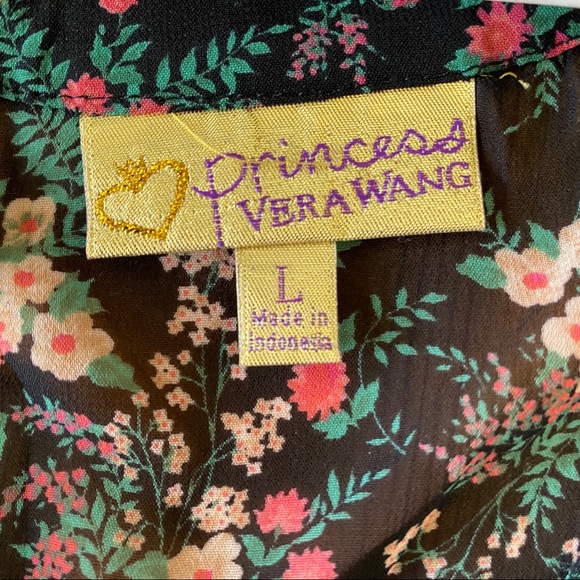 princess
VERA WANG
L
Made in
Indonesia